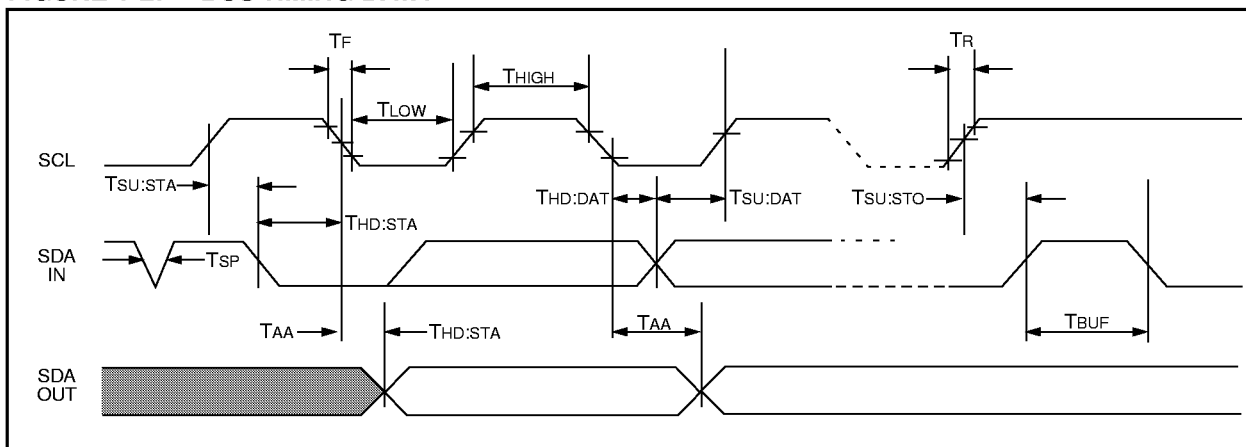 TF
TR
THIGH
TLOW
SCL
TSU:STA
THD:DAT
TSU:DAT
TSU:STO
THD:STA
SDA
IN
TSP
TAA
THD:STA
TAA
TBUF
SDA
OUT